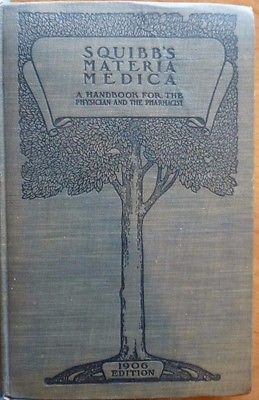 SQUIBB'S
MATERIA
MEDICA
A HANDBOOK FOR THE
PHYSICIAN AND THE PHARMACIST
1906
EDITION